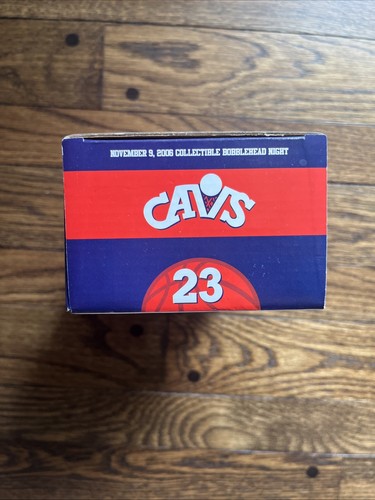 NOVEMBER 9, 2006 COLLECTIBLE BOBBLEHEAD NIGHT
CAVS
23